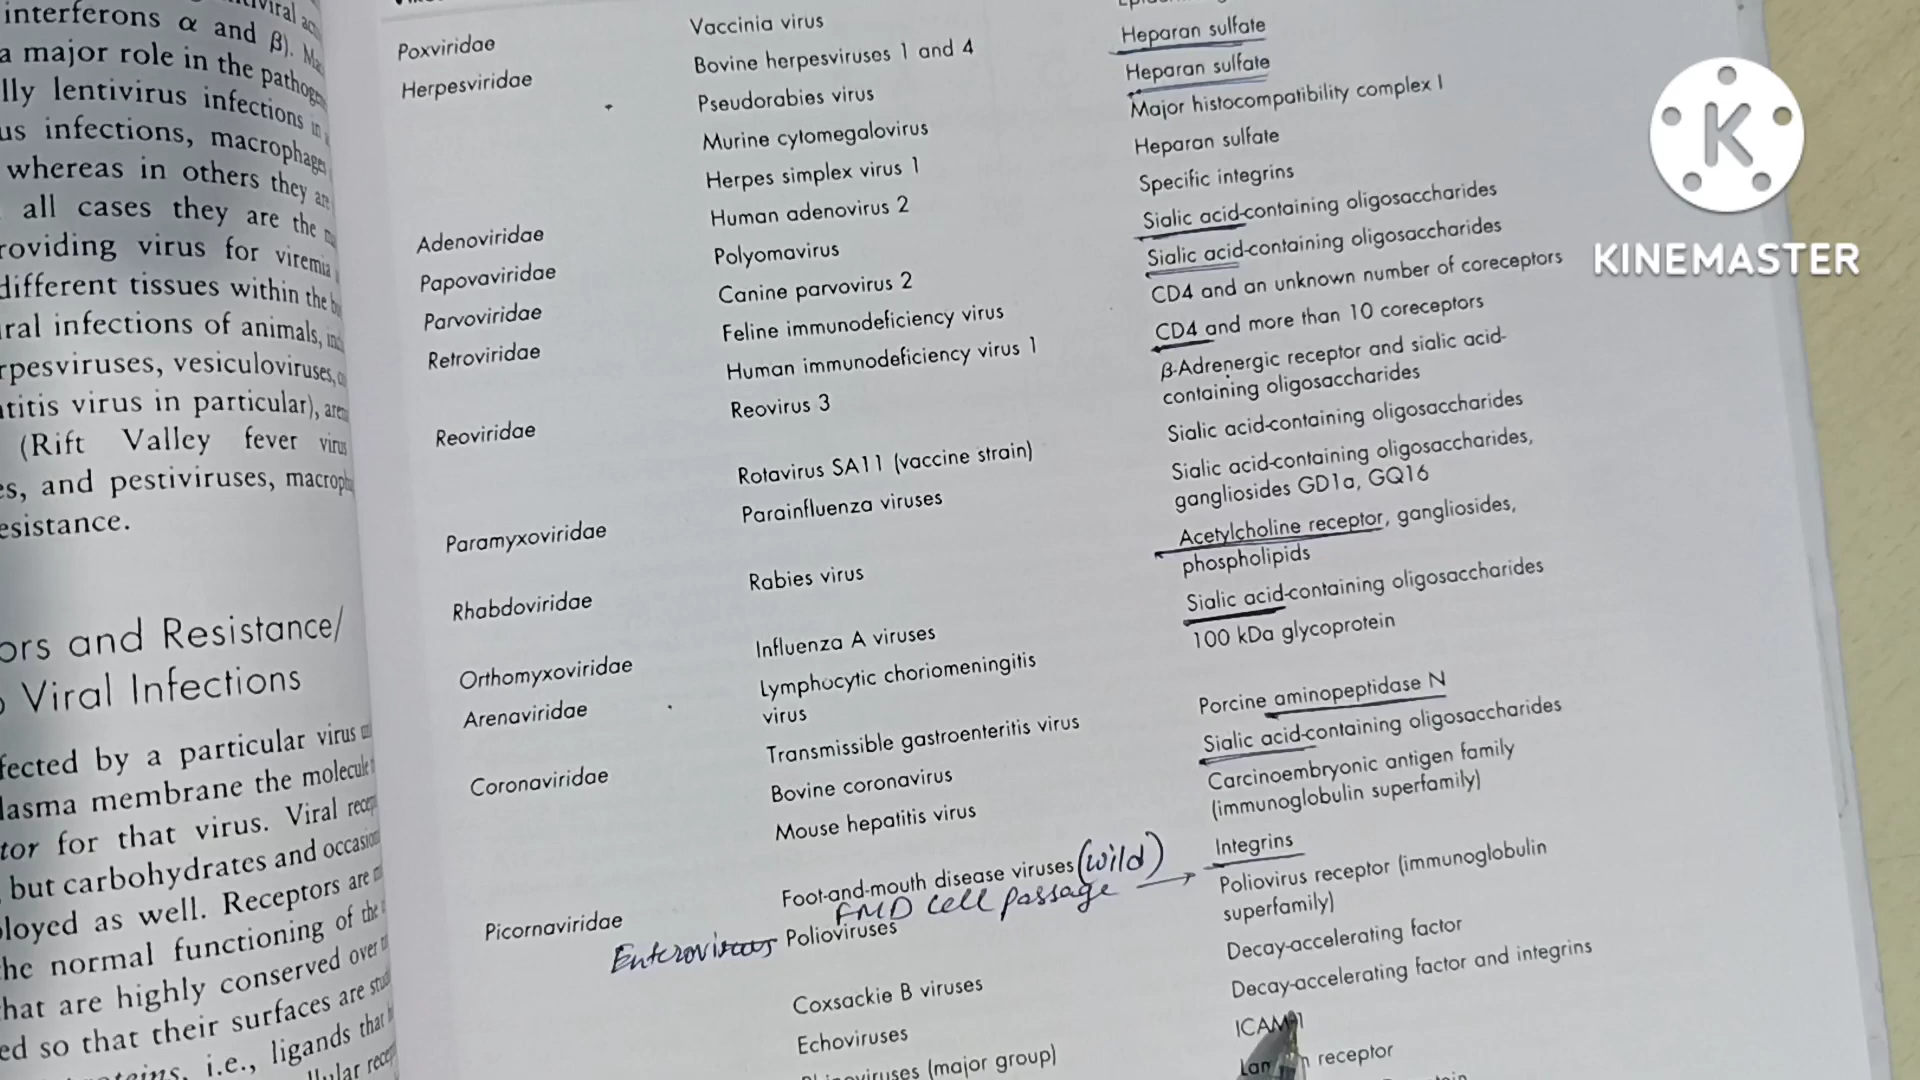 interferons α and β).
a major role in the
lly lentivirus infections in
us infections, macrophages
whereas in others they are
all cases they are the
roviding virus for viremia
different tissues within the
ral infections of animals,
rpesviruses, vesiculoviruses,
titis virus in particular),
(Rift Valley fever virus
es, and pestiviruses,
esistance.
ors and Resistance/
Viral Infections
fected by a particular virus
lasma membrane the molecule
tor for that virus. Viral
but carbohydrates and
loyed as well. Receptors are
he normal functioning of the
hat are highly conserved over
ed so that their surfaces are
i.e., ligands that
Poxviridae Vaccinia virus
Herpesviridae Bovine herpesviruses 1 and 4 Heparan sulfate
Pseudorabies virus Heparan sulfate
Murine cytomegalovirus Major histocompatibility complex I
Herpes simplex virus 1 Heparan sulfate
Adenoviridae Human adenovirus 2 Specific integrins
Papovaviridae Polyomavirus Sialic acid-containing oligosaccharides
Parvoviridae Canine parvovirus 2 Sialic acid-containing oligosaccharides
Retroviridae Feline immunodeficiency virus CD4 and an unknown number of coreceptors
Human immunodeficiency virus 1 CD4 and more than 10 coreceptors
Reoviridae Reovirus 3 β-Adrenergic receptor and sialic acid-
containing oligosaccharides
Rotavirus SA11 (vaccine strain) Sialic acid-containing oligosaccharides
Paramyxoviridae Parainfluenza viruses Sialic acid-containing oligosaccharides,
gangliosides GD1a, GQ16
Rhabdoviridae Rabies virus Acetylcholine receptor, gangliosides,
phospholipids
Orthomyxoviridae Influenza A viruses Sialic acid-containing oligosaccharides
Arenaviridae Lymphocytic choriomeningitis 100 kDa glycoprotein
virus
Coronaviridae Transmissible gastroenteritis virus Porcine aminopeptidase N
Bovine coronavirus Sialic acid-containing oligosaccharides
Mouse hepatitis virus Carcinoembryonic antigen family
(immunoglobulin superfamily)
Picornaviridae Foot-and-mouth disease viruses (wild) Integrins
FMD cell passage →
Enterovirus Polioviruses Poliovirus receptor (immunoglobulin
superfamily)
Coxsackie B viruses Decay-accelerating factor
Echoviruses Decay-accelerating factor and integrins
(major group) ICAM-1
receptor
K
KINEMASTER